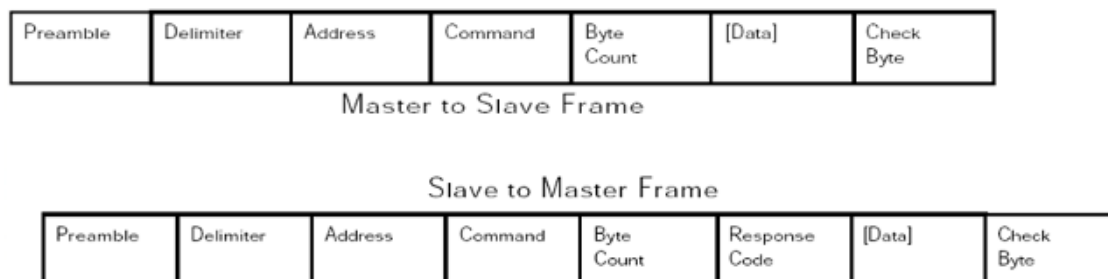 Preamble Delimiter Address Command Byte Count [Data] Check Byte
Master to Slave Frame
Slave to Master Frame
Preamble Delimiter Address Command Byte Count Response Code [Data] Check Byte